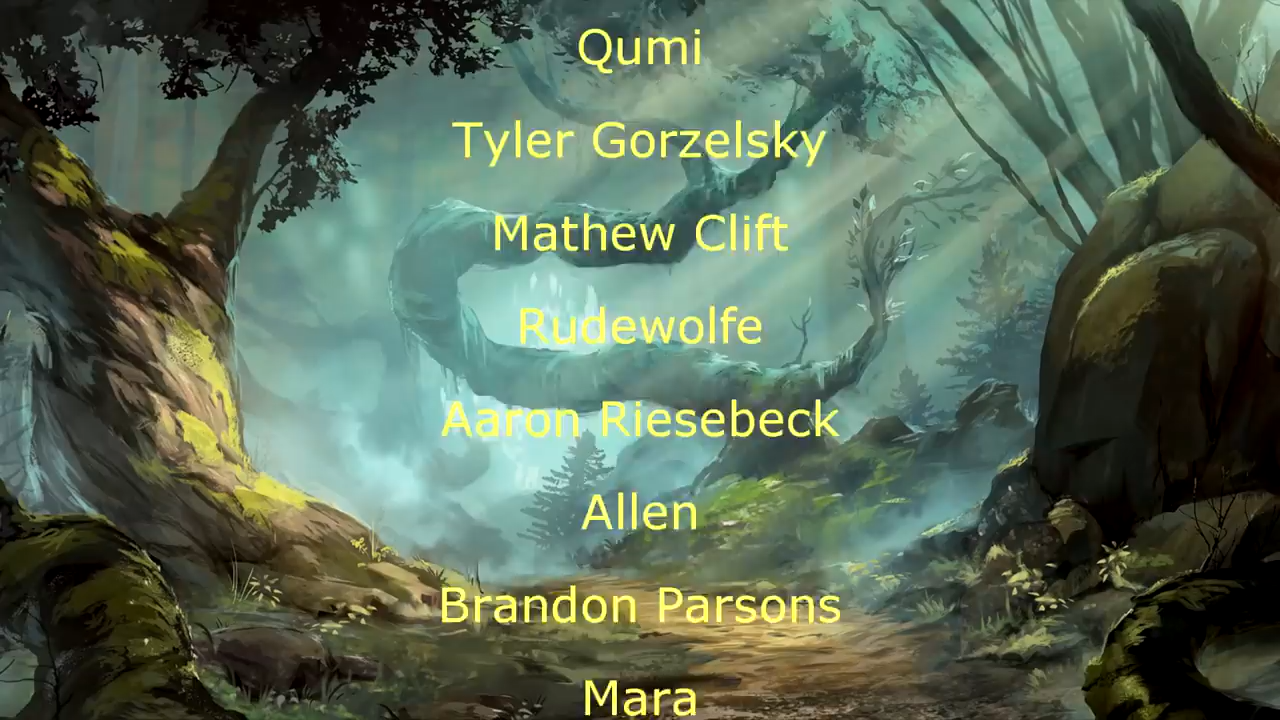 Qumi
Tyler Gorzelsky
Mathew Clift
Rudewolfe
Aaron Riesebeck
Allen
Brandon Parsons
Mara